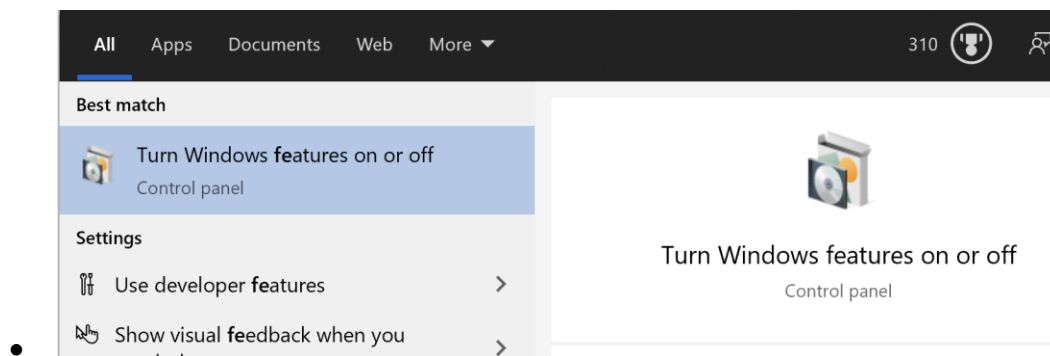 All Apps Documents Web More 310
Best match
Turn Windows features on or off
Control panel
Settings
Use developer features
Show visual feedback when you
Turn Windows features on or off
Control panel